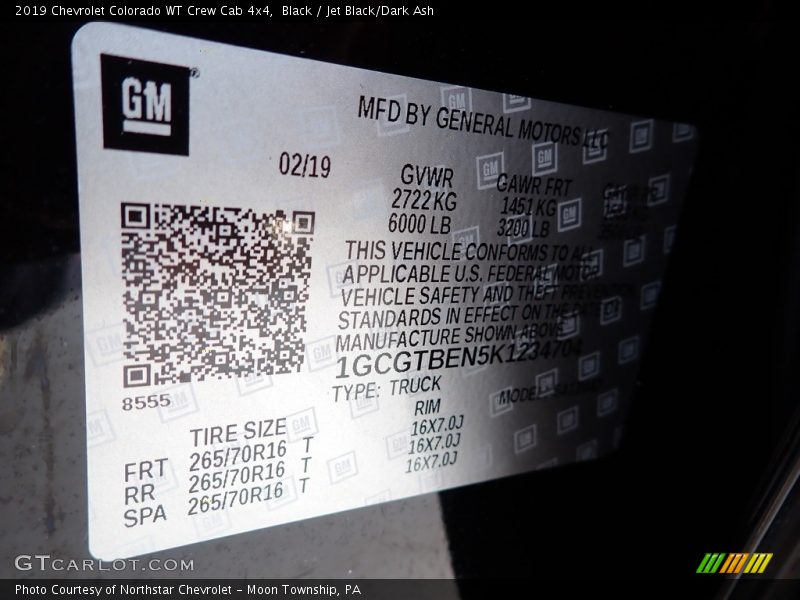 2019 Chevrolet Colorado WT Crew Cab 4x4, Black / Jet Black/Dark Ash
GM
MFD BY GENERAL MOTORS LLC
02/19
GVWR GAWR FRT
2722 KG 1451 KG
6000 LB 3200 LB
THIS VEHICLE CONFORMS TO ALL
APPLICABLE U.S. FEDERAL MOTOR
VEHICLE SAFETY AND THEFT PREVENTION
STANDARDS IN EFFECT ON THE DATE
MANUFACTURE SHOWN ABOVE
1GCGTBEN5K1234704
TYPE: TRUCK MODEL:
8555
TIRE SIZE RIM
FRT 265/70R16 T 16X7.0J
RR 265/70R16 T 16X7.0J
SPA 265/70R16 T 16X7.0J
GTCARLOT.COM
Photo Courtesy of Northstar Chevrolet – Moon Township, PA